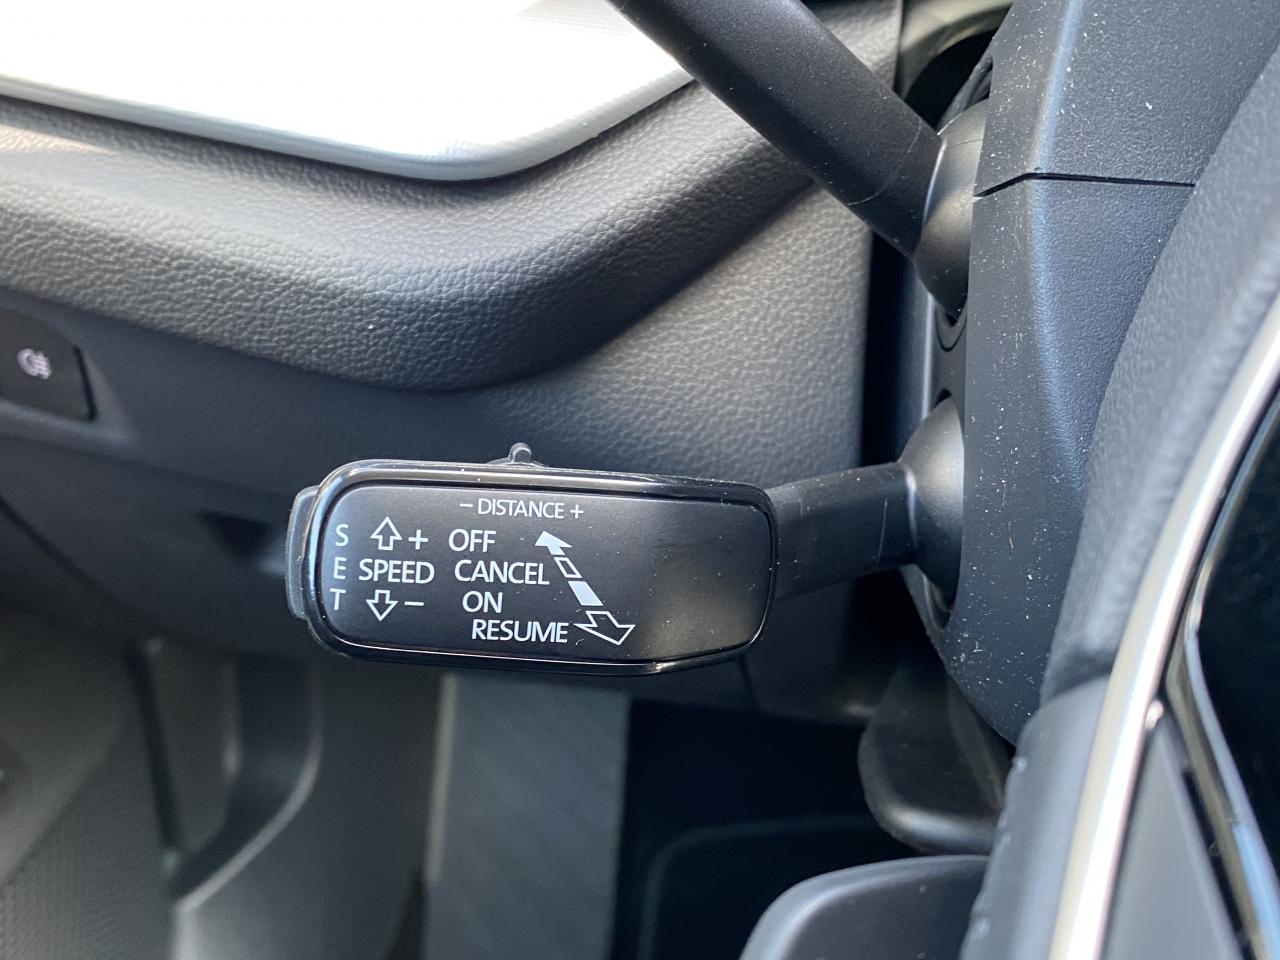 - DISTANCE +
S + OFF
E SPEED CANCEL
T - ON
RESUME